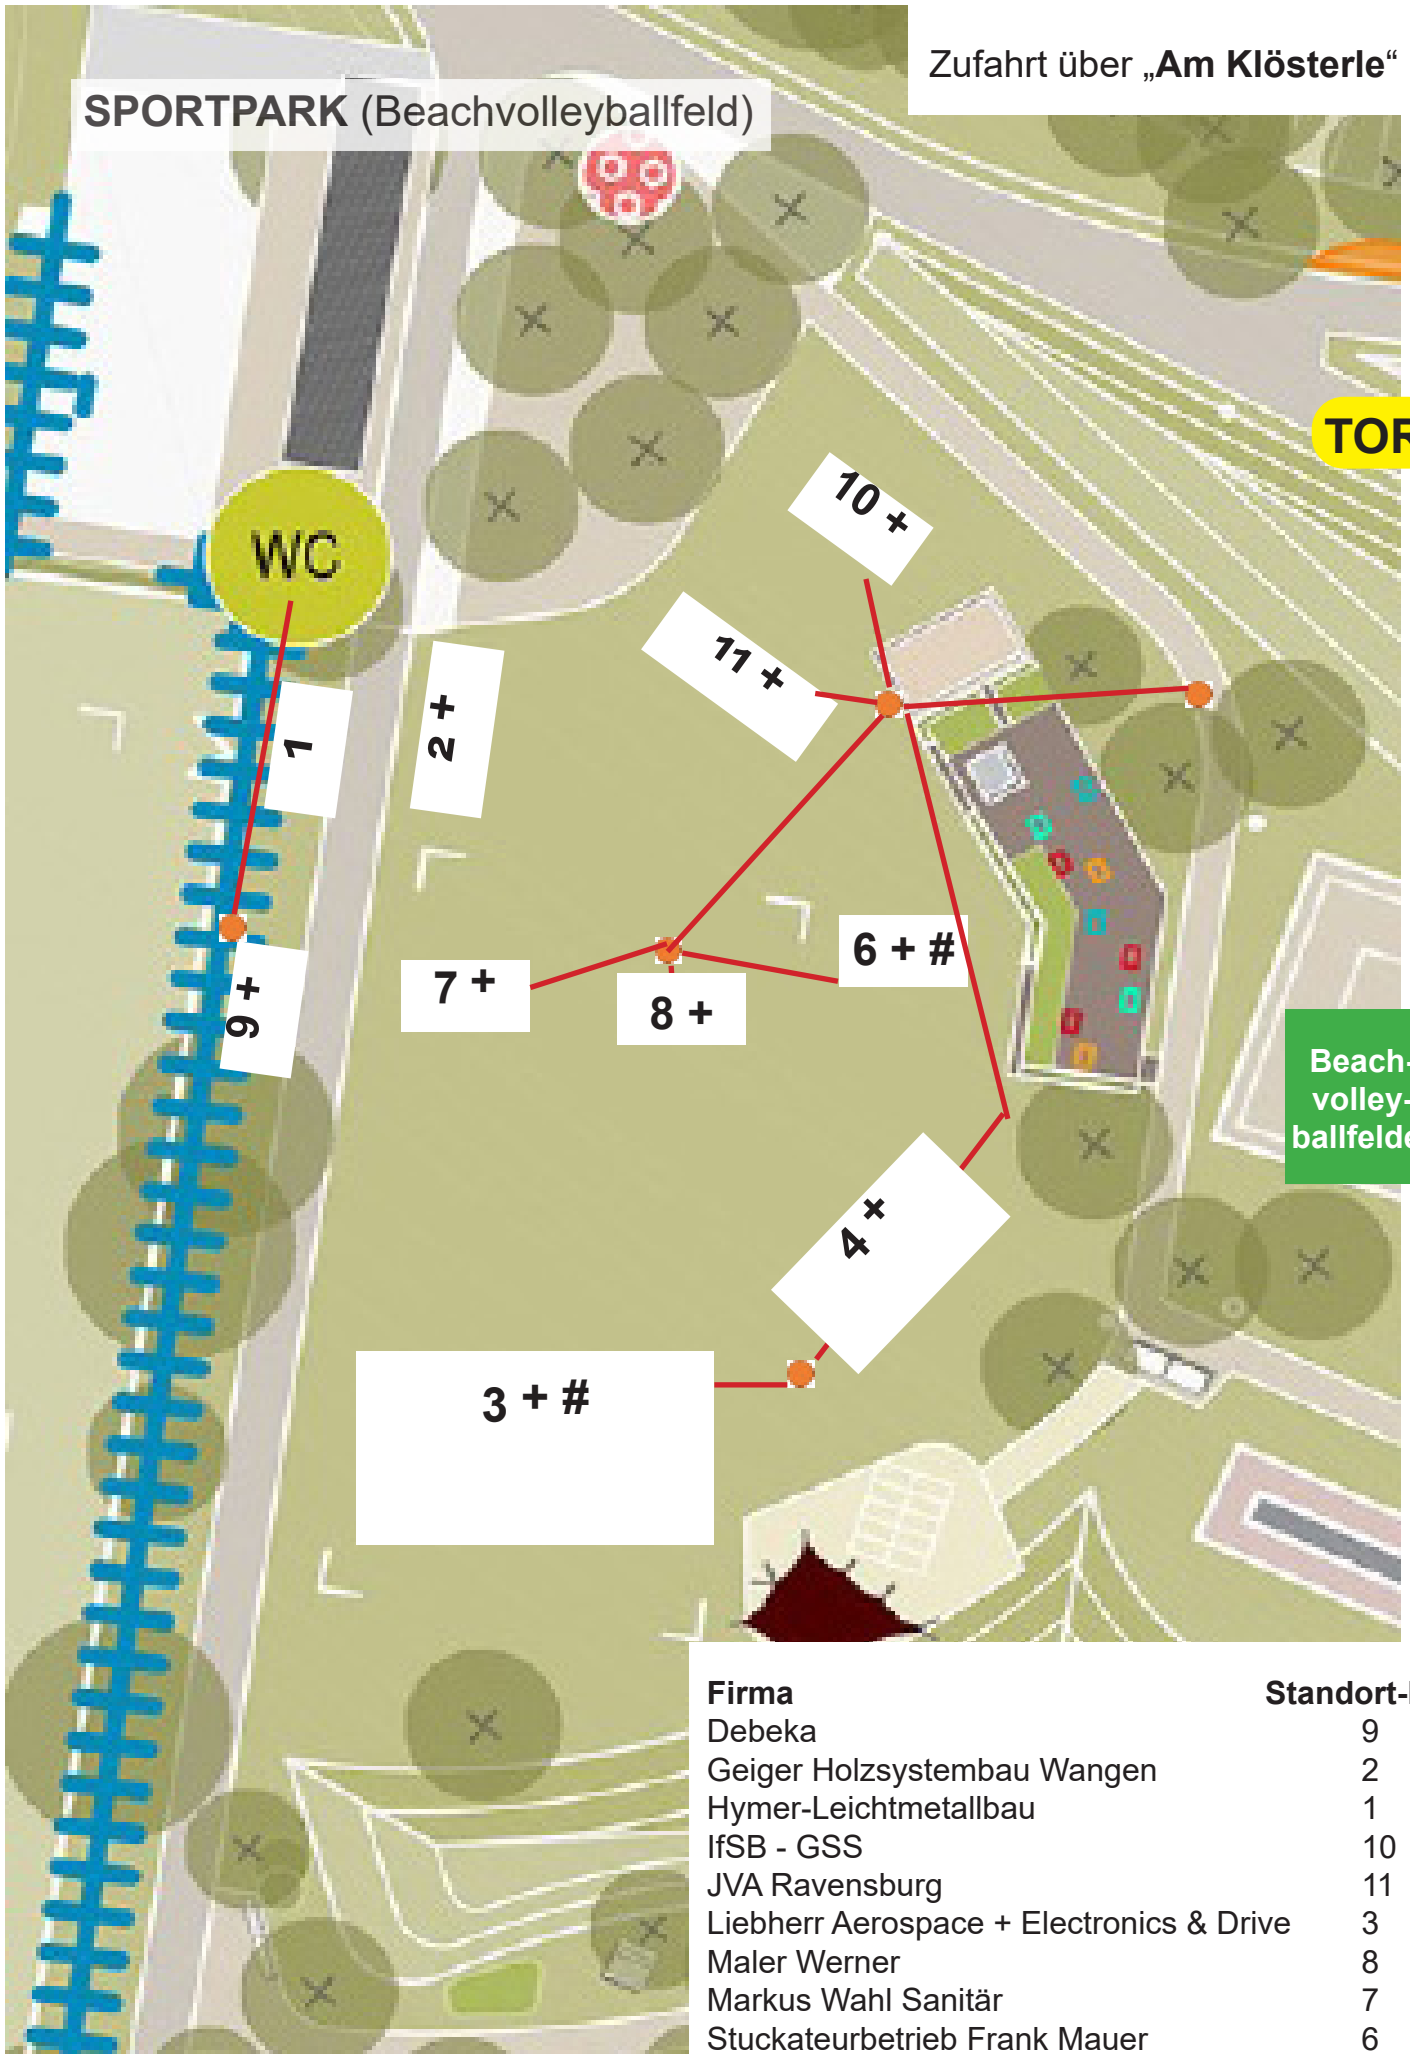 Zufahrt über „Am Klösterle“
SPORTPARK (Beachvolleyballfeld)
TOR
10 +
WC
11 +
1
2 +
6 + #
7 +
8 +
9 +
Beach-
volley-
ballfelde
4 +
3 + #
Firma Standort-
Debeka 9
Geiger Holzsystembau Wangen 2
Hymer-Leichtmetallbau 1
IfSB - GSS 10
JVA Ravensburg 11
Liebherr Aerospace + Electronics & Drive 3
Maler Werner 8
Markus Wahl Sanitär 7
Stuckateurbetrieb Frank Mauer 6